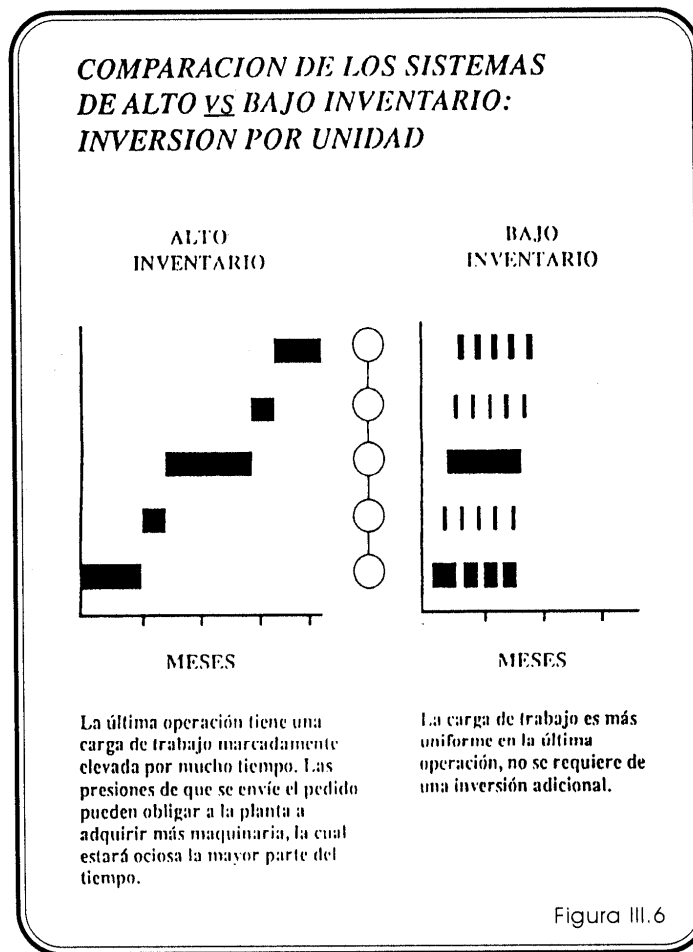 COMPARACION DE LOS SISTEMAS
DE ALTO VS BAJO INVENTARIO:
INVERSION POR UNIDAD
ALTO
INVENTARIO
BAJO
INVENTARIO
MESES
MESES
La última operación tiene una
carga de trabajo marcadamente
elevada por mucho tiempo. Las
presiones de que se envíe el pedido
pueden obligar a la planta a
adquirir más maquinaria, la cual
estará ociosa la mayor parte del
tiempo.
La carga de trabajo es más
uniforme en la última
operación, no se requiere de
una inversión adicional.
Figura III.6